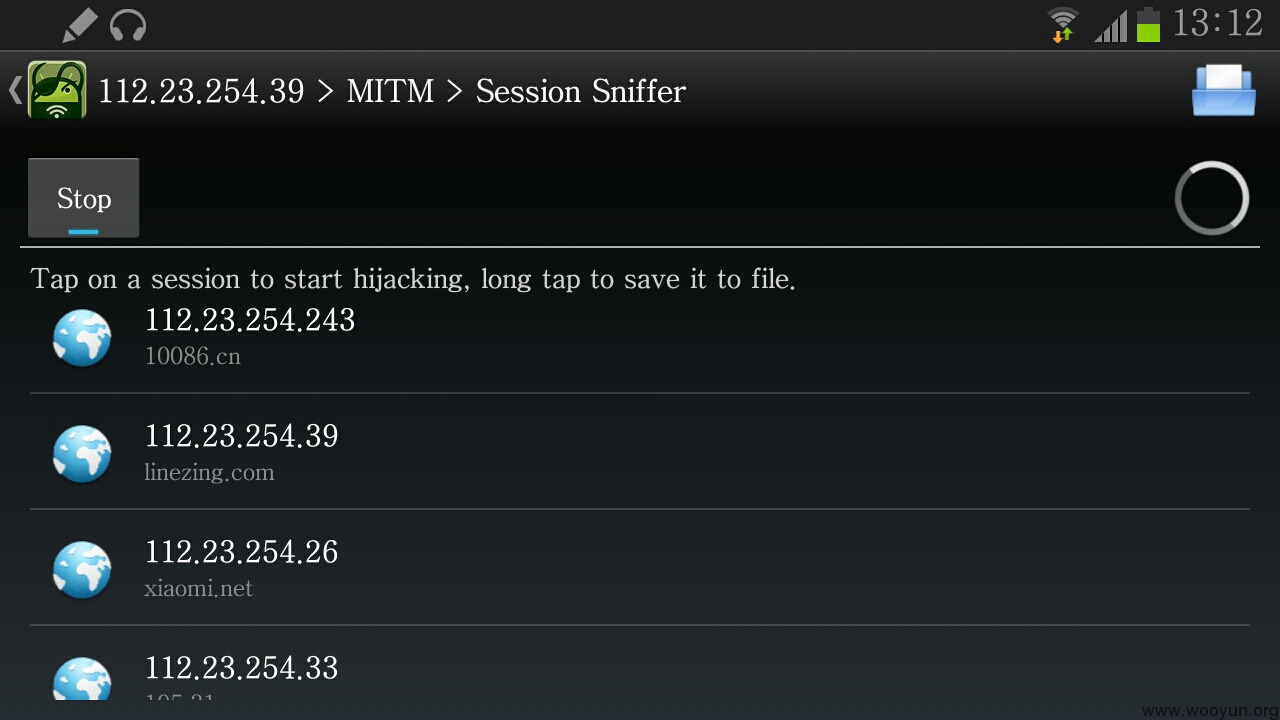 13:12
112.23.254.39 > MITM > Session Sniffer
Stop
Tap on a session to start hijacking, long tap to save it to file.
112.23.254.243
10086.cn
112.23.254.39
linezing.com
112.23.254.26
xiaomi.net
112.23.254.33
www.wooyun.org